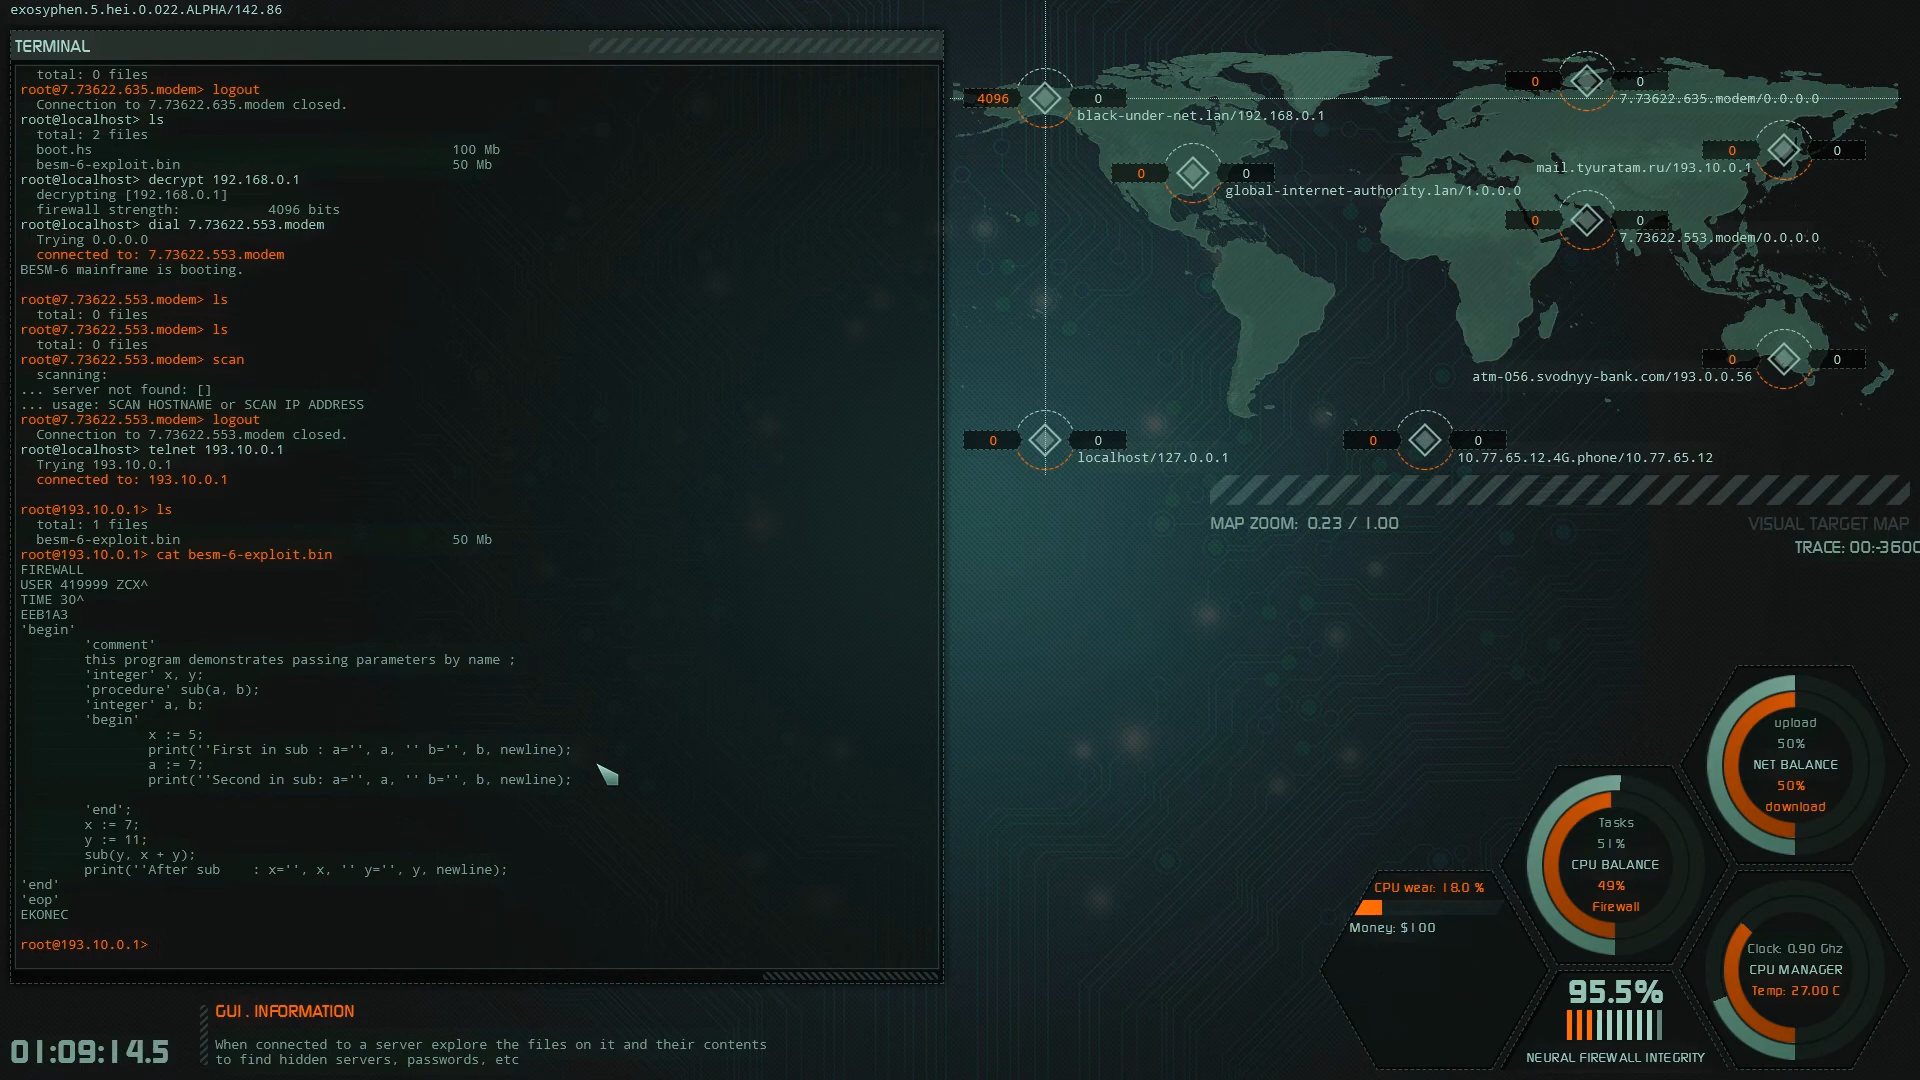 exosyphen.5.hei.0.022.ALPHA/142.86
TERMINAL
total: 0 files
root@7.73622.635.modem> logout
Connection to 7.73622.635.modem closed.
root@localhost> ls
total: 2 files
boot.hs 100 Mb
besm-6-exploit.bin 50 Mb
root@localhost> decrypt 192.168.0.1
decrypting [192.168.0.1]
firewall strength: 4096 bits
root@localhost> dial 7.73622.553.modem
Trying 0.0.0.0
connected to: 7.73622.553.modem
BESM-6 mainframe is booting.
root@7.73622.553.modem> ls
total: 0 files
root@7.73622.553.modem> ls
total: 0 files
root@7.73622.553.modem> scan
scanning:
... server not found: []
... usage: SCAN HOSTNAME or SCAN IP ADDRESS
root@7.73622.553.modem> logout
Connection to 7.73622.553.modem closed.
root@localhost> telnet 193.10.0.1
Trying 193.10.0.1
connected to: 193.10.0.1
root@193.10.0.1> ls
total: 1 files
besm-6-exploit.bin 50 Mb
root@193.10.0.1> cat besm-6-exploit.bin
FIREWALL
USER 419999 ZCX^
TIME 30^
EEB1A3
'begin'
'comment'
this program demonstrates passing parameters by name ;
'integer' x, y;
'procedure' sub(a, b);
'integer' a, b;
'begin'
x := 5;
print(''First in sub : a='', a, '' b='', b, newline);
a := 7;
print(''Second in sub: a='', a, '' b='', b, newline);
'end';
x := 7;
y := 11;
sub(y, x + y);
print(''After sub    : x='', x, '' y='', y, newline);
'end'
'eop'
EKONEC
root@193.10.0.1>
4096 0
black-under-net.lan/192.168.0.1
0 0
7.73622.635.modem/0.0.0.0
0 0
mail.tyuratam.ru/193.10.0.1
0 0
global-internet-authority.lan/1.0.0.0
0 0
7.73622.553.modem/0.0.0.0
0 0
atm-056.svodnyy-bank.com/193.0.0.56
0 0
localhost/127.0.0.1
0 0
10.77.65.12.4G.phone/10.77.65.12
MAP ZOOM: 0.23 / 1.00
VISUAL TARGET MAP
TRACE: 00:-3600
upload
50%
NET BALANCE
50%
download
Tasks
51%
CPU BALANCE
49%
Firewall
CPU wear: 18.0 %
Money: $100
Clock: 0.90 Ghz
CPU MANAGER
Temp: 27.00 C
95.5%
NEURAL FIREWALL INTEGRITY
01:09:14.5
GUI . INFORMATION
When connected to a server explore the files on it and their contents
to find hidden servers, passwords, etc